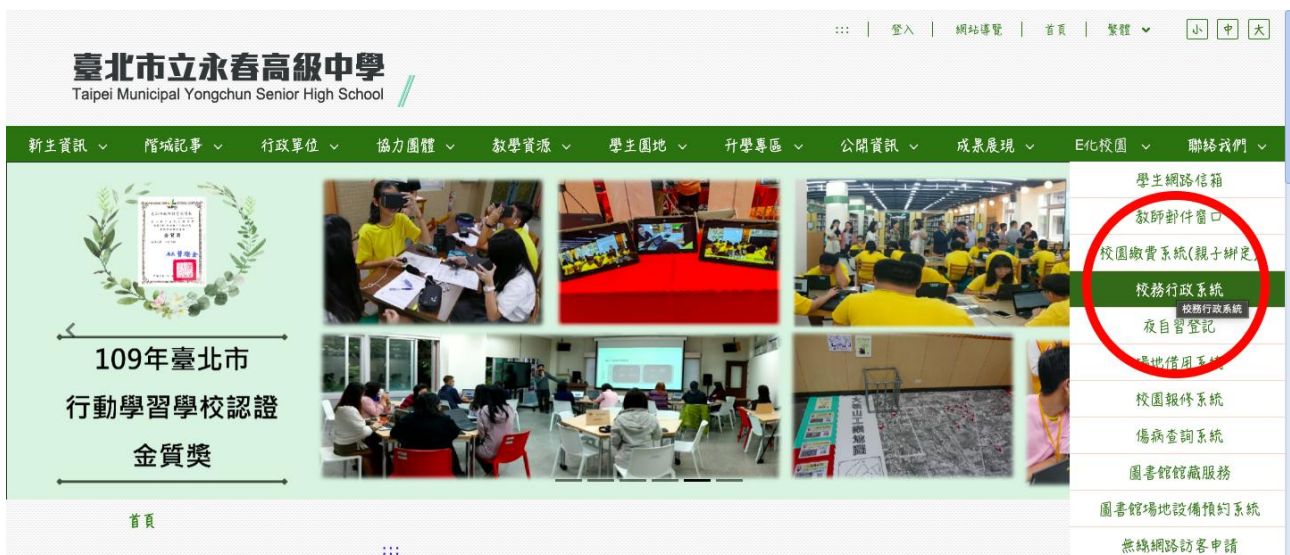 ::: | 登入 | 網站導覽 | 首頁 | 繁體 小 中 大
臺北市立永春高級中學
Taipei Municipal Yongchun Senior High School
新生資訊 階城記事 行政單位 協力團體 教學資源 學生園地 升學專區 公開資訊 成果展現 E化校園 聯絡我們
學生網路信箱
教師郵件窗口
校園繳費系統(親子綁定)
校務行政系統
校務行政系統
夜自習登記
場地借用系統
校園報修系統
傷病查詢系統
圖書館館藏服務
圖書館場地設備預約系統
無線網路訪客申請
109年臺北市
行動學習學校認證
金質獎
首頁
:::